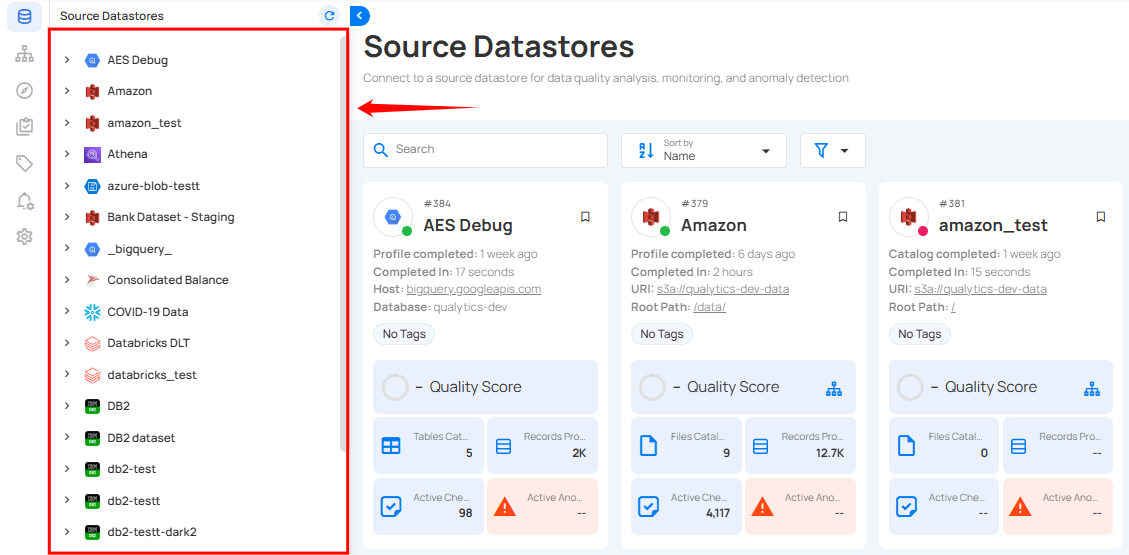 Source Datastores
AES Debug
Amazon
amazon_test
Athena
azure-blob-testt
Bank Dataset - Staging
_bigquery_
Consolidated Balance
COVID-19 Data
Databricks DLT
databricks_test
DB2
DB2 dataset
db2-test
db2-testt
db2-testt-dark2
Source Datastores
Connect to a source datastore for data quality analysis, monitoring, and anomaly detection
Search
Sort by
Name
#384
AES Debug
Profile completed: 1 week ago
Completed In: 17 seconds
Host: bigquery.googleapis.com
Database: qualytics-dev
No Tags
– Quality Score
Tables Cat...
5
Records Pro...
2K
Active Che...
98
Active Ano...
--
#379
Amazon
Profile completed: 6 days ago
Completed In: 2 hours
URI: s3a://qualytics-dev-data
Root Path: /data/
No Tags
– Quality Score
Files Catal...
9
Records Pro...
12.7K
Active Che...
4,117
Active Ano...
--
#381
amazon_test
Catalog completed: 1 week ago
Completed In: 15 seconds
URI: s3a://qualytics-dev-data
Root Path: /
No Tags
– Quality Score
Files Catal...
0
Records Pro...
--
Active Che...
--
Active Ano...
--